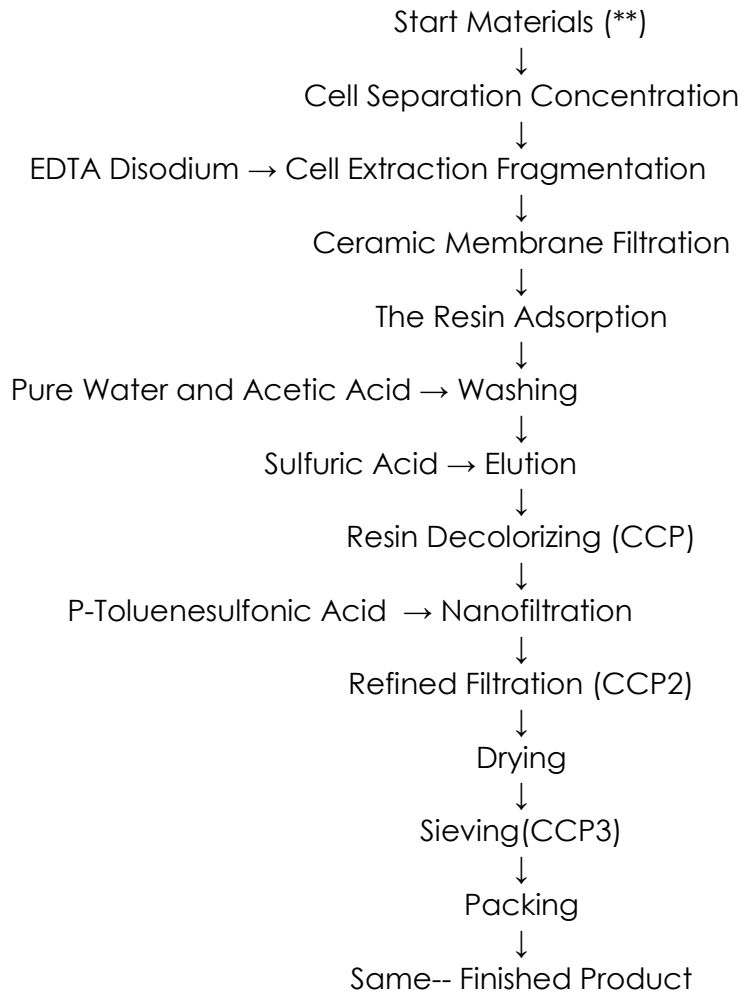 Start Materials (**)
↓
Cell Separation Concentration
↓
EDTA Disodium → Cell Extraction Fragmentation
↓
Ceramic Membrane Filtration
↓
The Resin Adsorption
↓
Pure Water and Acetic Acid → Washing
↓
Sulfuric Acid → Elution
↓
Resin Decolorizing (CCP)
↓
P-Toluenesulfonic Acid → Nanofiltration
↓
Refined Filtration (CCP2)
↓
Drying
↓
Sieving(CCP3)
↓
Packing
↓
Same-- Finished Product